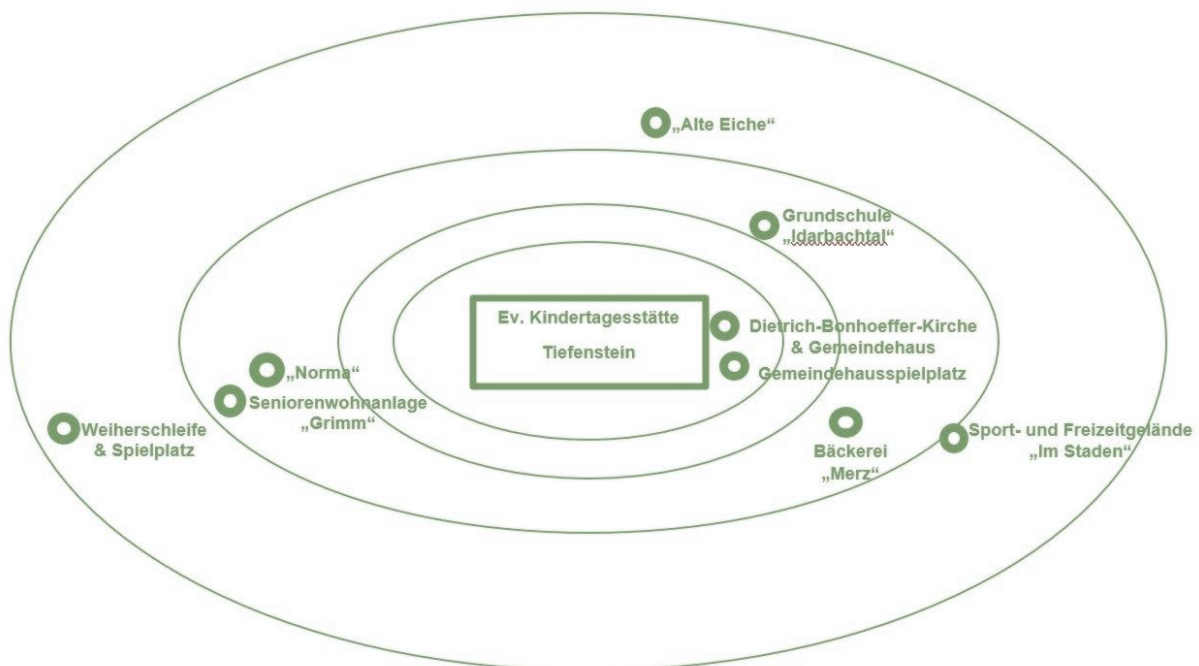 „Alte Eiche“
Grundschule
„Idarbachtal“
Ev. Kindertagesstätte
Tiefenstein
Dietrich-Bonhoeffer-Kirche
& Gemeindehaus
Gemeindehausspielplatz
„Norma“
Seniorenwohnanlage
„Grimm“
Weiherschleife
& Spielplatz
Bäckerei
„Merz“
Sport- und Freizeitgelände
„Im Staden“